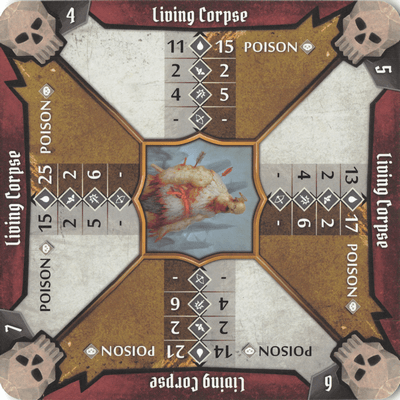 4
Living Corpse
11 15 POISON
2 2
4 5
- -
5
Living Corpse
13 17 POISON
2 2
4 6
- -
6
Living Corpse
POISON 14 21 POISON
2 2
4 6
- -
7
Living Corpse
POISON 15 25 POISON
2 2
5 6
- -